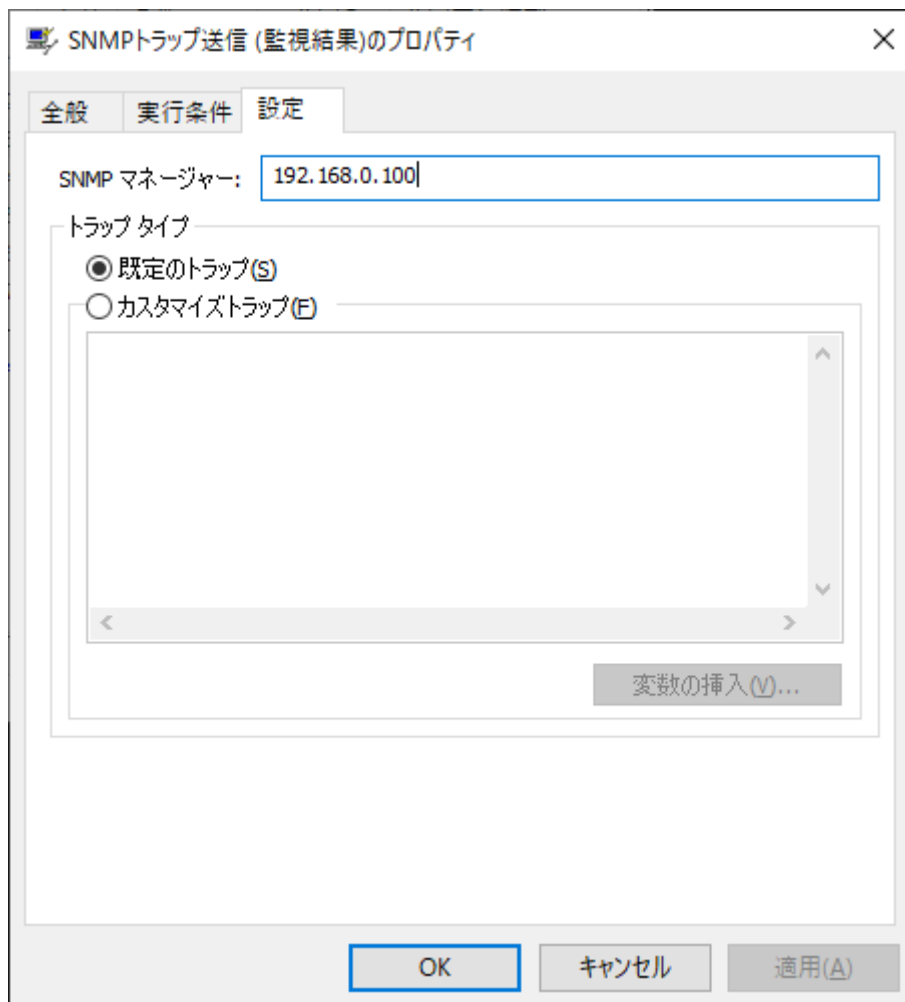 SNMPトラップ送信 (監視結果)のプロパティ
全般 実行条件 設定
SNMP マネージャー: 192.168.0.100
トラップ タイプ
既定のトラップ(S)
カスタマイズトラップ(F)
変数の挿入(V)...
OK キャンセル 適用(A)